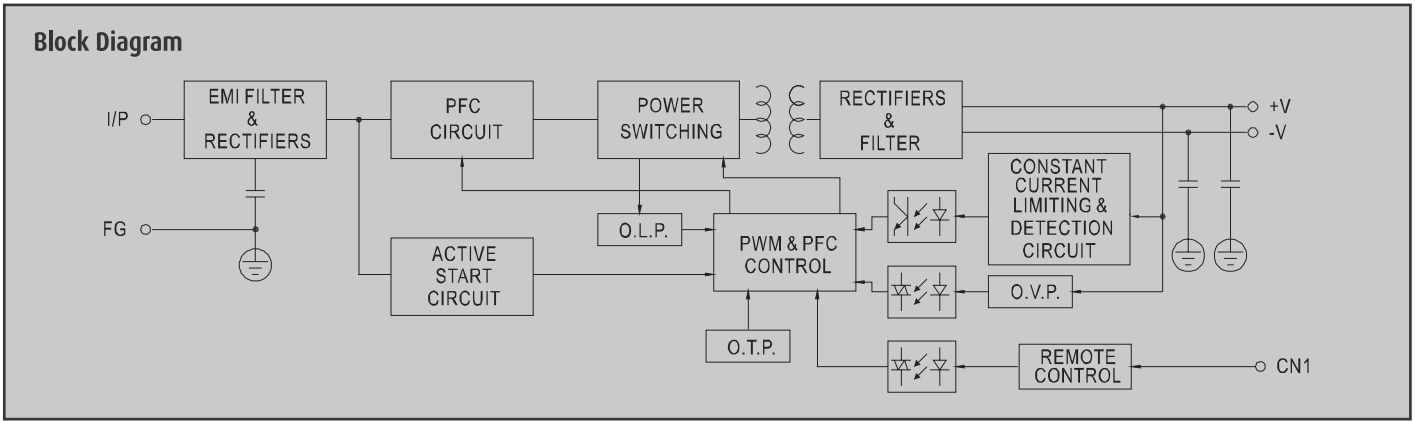 Block Diagram
I/P
EMI FILTER
&
RECTIFIERS
PFC
CIRCUIT
POWER
SWITCHING
RECTIFIERS
&
FILTER
+V
-V
FG
O.L.P.
ACTIVE
START
CIRCUIT
PWM & PFC
CONTROL
CONSTANT
CURRENT
LIMITING &
DETECTION
CIRCUIT
O.V.P.
O.T.P.
REMOTE
CONTROL
CN1